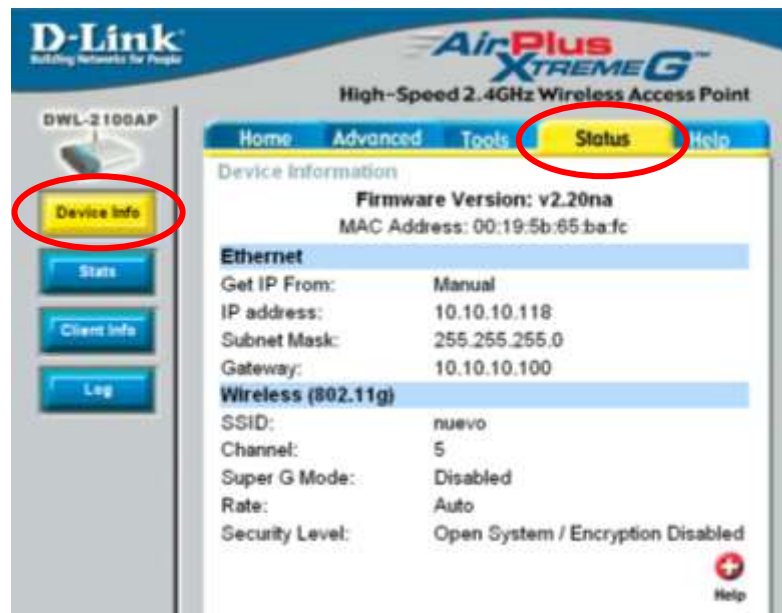 D-Link
Building Networks for People
AirPlus
XTREME G™
High-Speed 2.4GHz Wireless Access Point
DWL-2100AP
Home Advanced Tools Status Help
Device Info
Stats
Client Info
Log
Device Information
Firmware Version: v2.20na
MAC Address: 00:19:5b:65:ba:fc
Ethernet
Get IP From: Manual
IP address: 10.10.10.118
Subnet Mask: 255.255.255.0
Gateway: 10.10.10.100
Wireless (802.11g)
SSID: nuevo
Channel: 5
Super G Mode: Disabled
Rate: Auto
Security Level: Open System / Encryption Disabled
Help